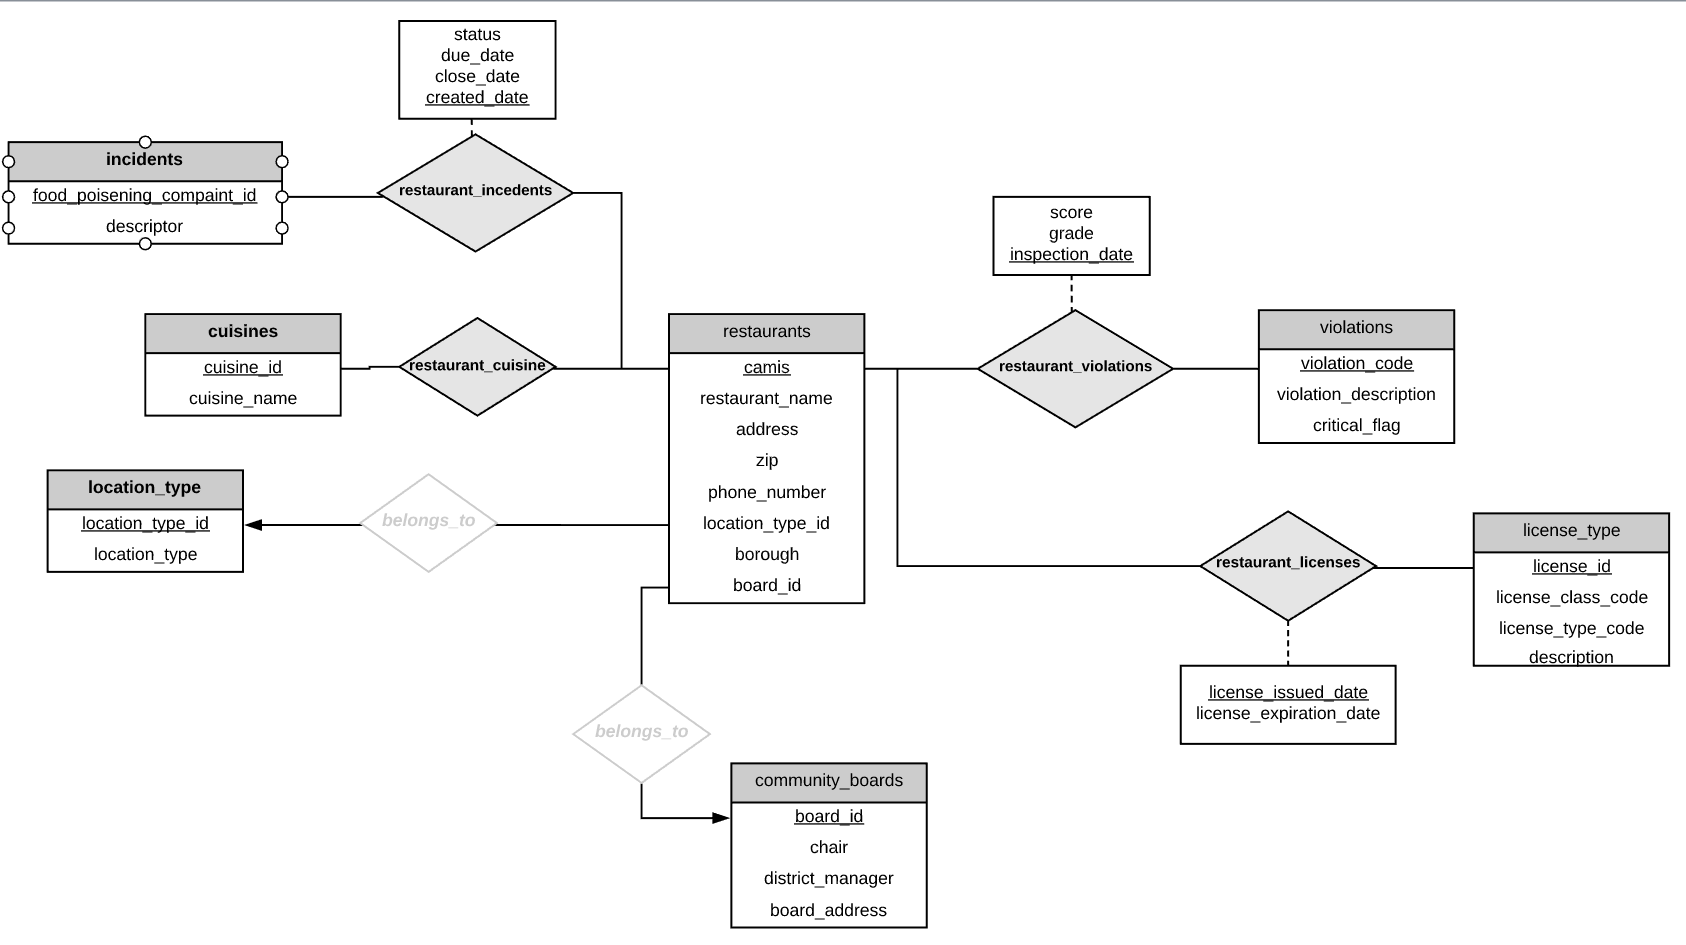 status
due_date
close_date
created_date
incidents
food_poisening_compaint_id
descriptor
restaurant_incedents
score
grade
inspection_date
cuisines
cuisine_id
cuisine_name
restaurant_cuisine
restaurants
camis
restaurant_name
address
zip
phone_number
location_type_id
borough
board_id
restaurant_violations
violations
violation_code
violation_description
critical_flag
location_type
location_type_id
location_type
belongs_to
restaurant_licenses
license_type
license_id
license_class_code
license_type_code
description
license_issued_date
license_expiration_date
belongs_to
community_boards
board_id
chair
district_manager
board_address